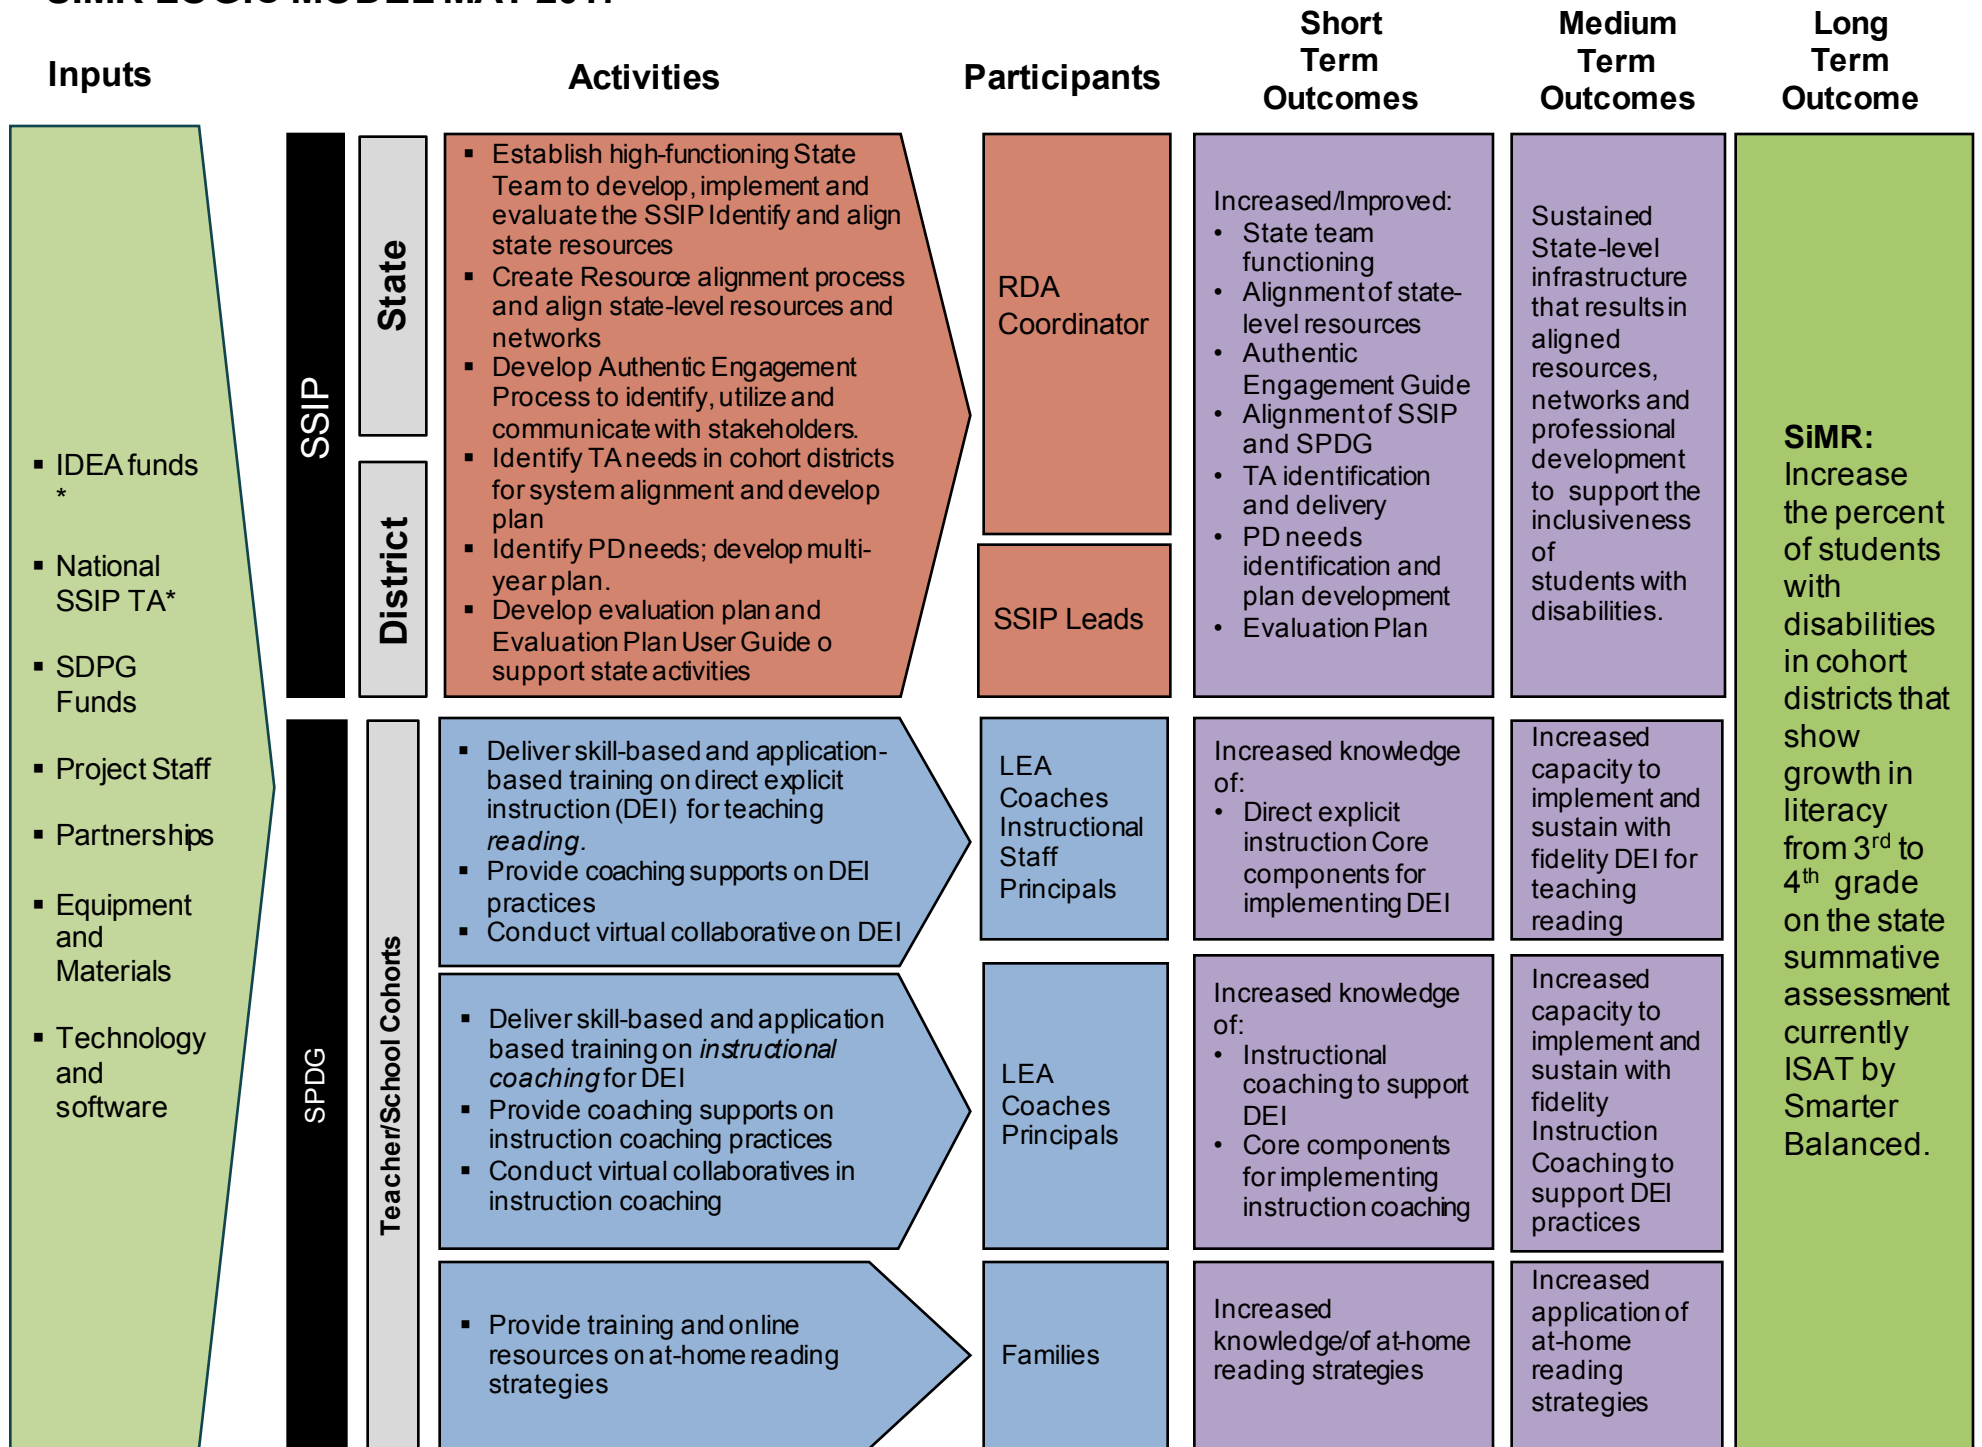 SiMR LOGIC MODEL MAY 2017
Inputs
Activities
Participants
Short
Term
Outcomes
Medium
Term
Outcomes
Long
Term
Outcome
▪ IDEA funds
*
▪ National
SSIP TA*
▪ SDPG
Funds
▪ Project Staff
▪ Partnerships
▪ Equipment
and
Materials
▪ Technology
and
software
SSIP
State
District
▪ Establish high-functioning State
Team to develop, implement and
evaluate the SSIP Identify and align
state resources
▪ Create Resource alignment process
and align state-level resources and
networks
▪ Develop Authentic Engagement
Process to identify, utilize and
communicate with stakeholders.
▪ Identify TA needs in cohort districts
for system alignment and develop
plan
▪ Identify PD needs; develop multi-
year plan.
▪ Develop evaluation plan and
Evaluation Plan User Guide o
support state activities
RDA
Coordinator
SSIP Leads
Increased/Improved:
• State team
functioning
• Alignment of state-
level resources
• Authentic
Engagement Guide
• Alignment of SSIP
and SPDG
• TA identification
and delivery
• PD needs
identification and
plan development
• Evaluation Plan
Sustained
State-level
infrastructure
that results in
aligned
resources,
networks and
professional
development
to support the
inclusiveness
of
students with
disabilities.
SiMR:
Increase
the percent
of students
with
disabilities
in cohort
districts that
show
growth in
literacy
from 3rd to
4th grade
on the state
summative
assessment
currently
ISAT by
Smarter
Balanced.
SPDG
Teacher/School Cohorts
▪ Deliver skill-based and application-
based training on direct explicit
instruction (DEI) for teaching
reading.
▪ Provide coaching supports on DEI
practices
▪ Conduct virtual collaborative on DEI
LEA
Coaches
Instructional
Staff
Principals
Increased knowledge
of:
• Direct explicit
instruction Core
components for
implementing DEI
Increased
capacity to
implement and
sustain with
fidelity DEI for
teaching
reading
▪ Deliver skill-based and application
based training on instructional
coaching for DEI
▪ Provide coaching supports on
instruction coaching practices
▪ Conduct virtual collaboratives in
instruction coaching
LEA
Coaches
Principals
Increased knowledge
of:
• Instructional
coaching to support
DEI
• Core components
for implementing
instruction coaching
Increased
capacity to
implement and
sustain with
fidelity
Instruction
Coaching to
support DEI
practices
▪ Provide training and online
resources on at-home reading
strategies
Families
Increased
knowledge/of at-home
reading strategies
Increased
application of
at-home
reading
strategies